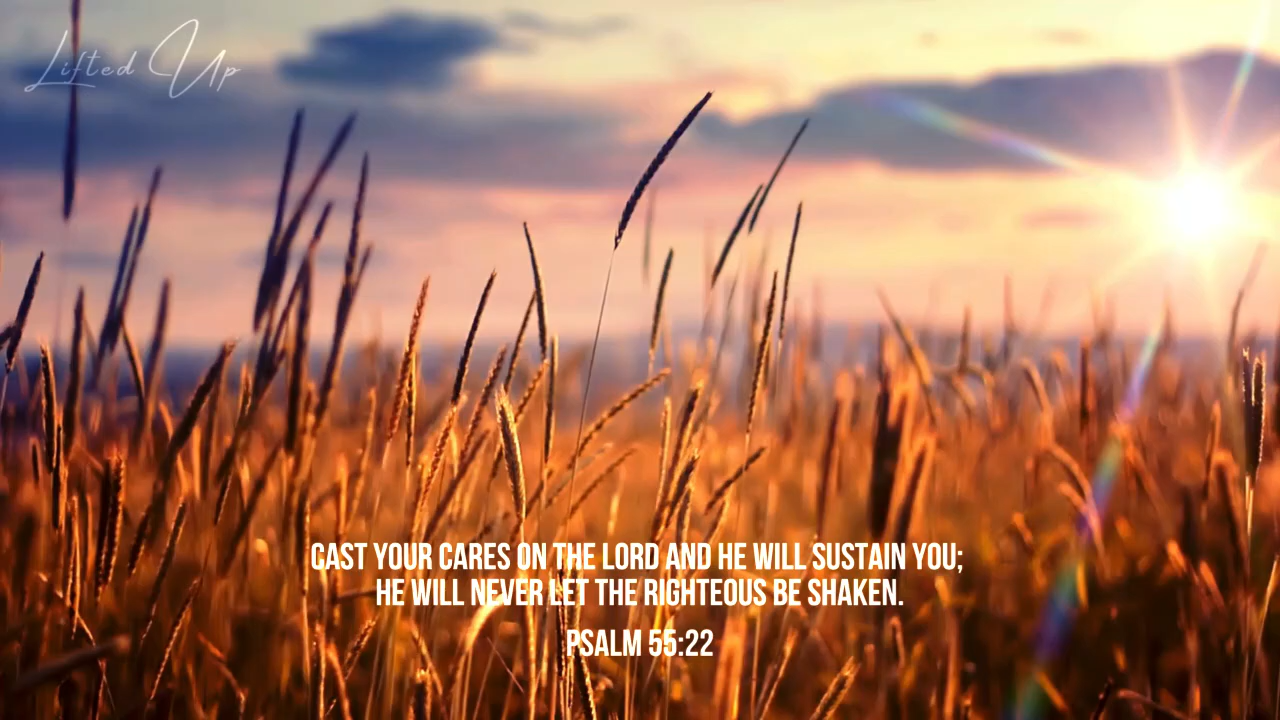 Lifted Up
CAST YOUR CARES ON THE LORD AND HE WILL SUSTAIN YOU;
HE WILL NEVER LET THE RIGHTEOUS BE SHAKEN.
PSALM 55:22